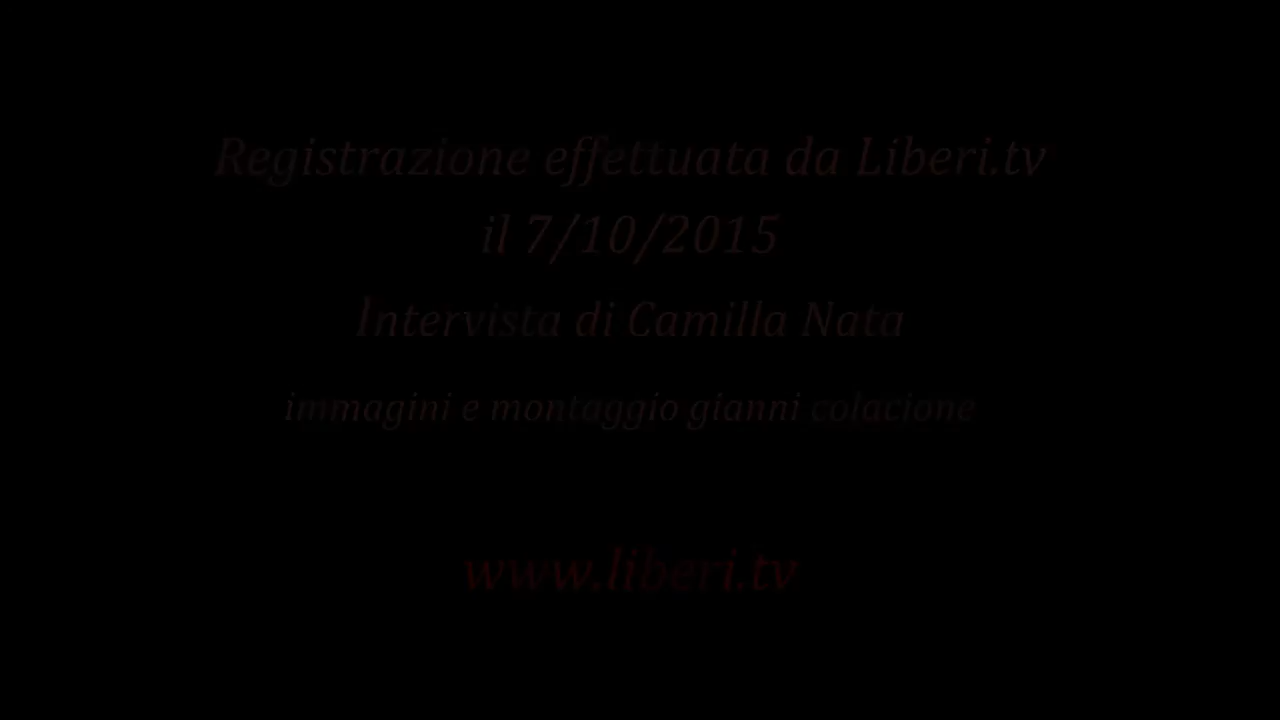 Registrazione effettuata da Liberi.tv
il 7/10/2015
Intervista di Camilla Nata
immagini e montaggio gianni colacione
www.liberi.tv